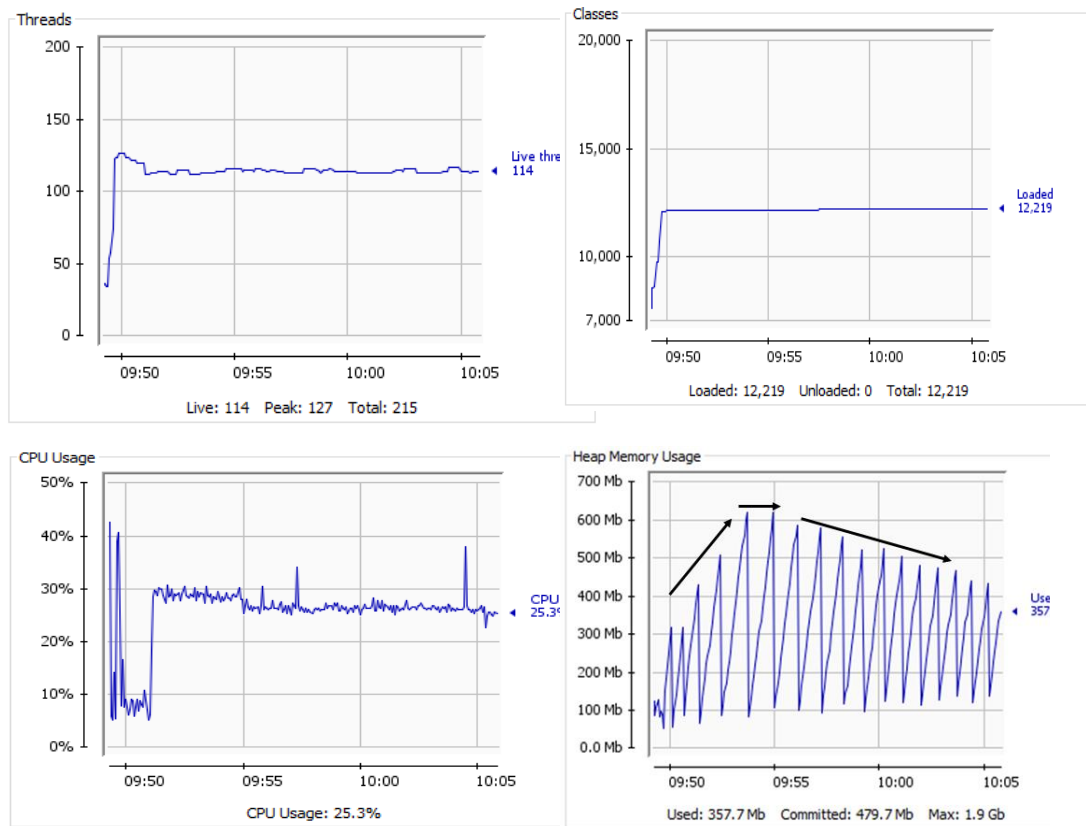 Threads
200
150
100
50
0
Live thre
114
09:50 09:55 10:00 10:05
Live: 114 Peak: 127 Total: 215
Classes
20,000
15,000
10,000
7,000
Loaded
12,219
09:50 09:55 10:00 10:05
Loaded: 12,219 Unloaded: 0 Total: 12,219
CPU Usage
50%
40%
30%
20%
10%
0%
CPU
25.3%
09:50 09:55 10:00 10:05
CPU Usage: 25.3%
Heap Memory Usage
700 Mb
600 Mb
500 Mb
400 Mb
300 Mb
200 Mb
100 Mb
0.0 Mb
Use
357
09:50 09:55 10:00 10:05
Used: 357.7 Mb Committed: 479.7 Mb Max: 1.9 Gb